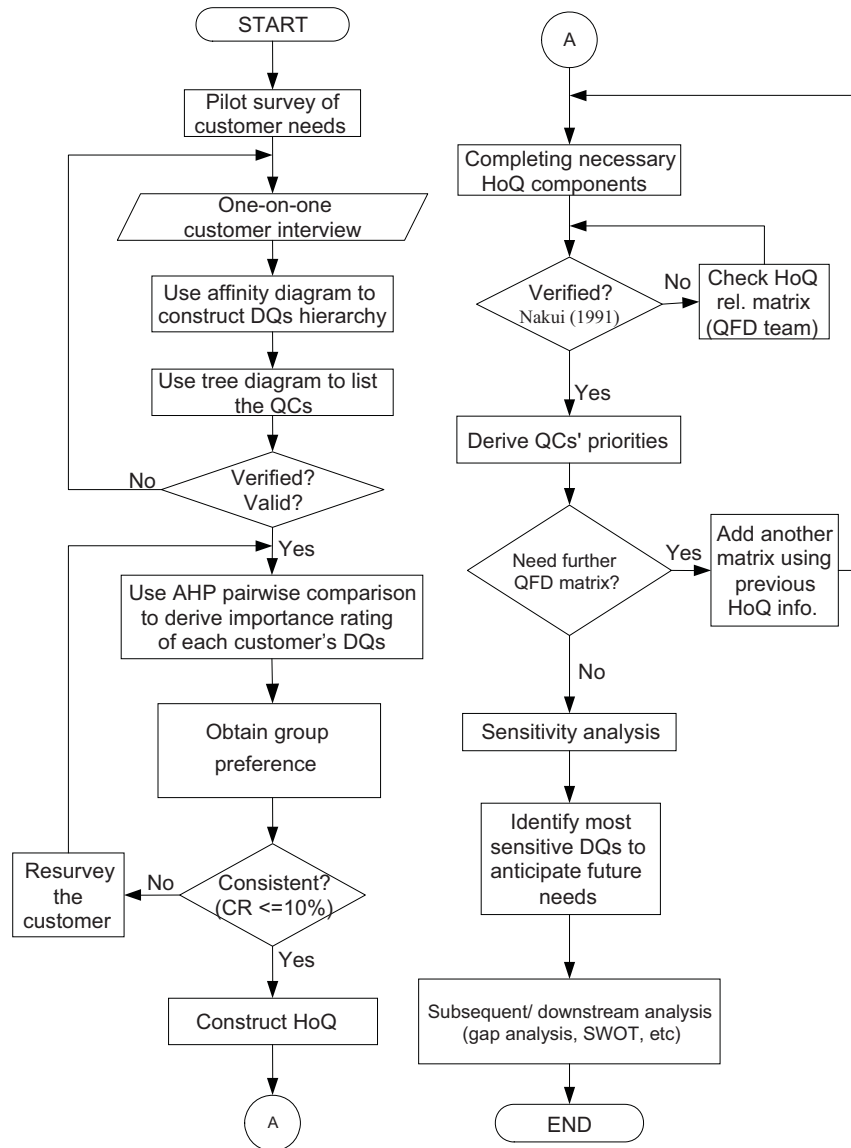 START
Pilot survey of
customer needs
One-on-one
customer interview
Use affinity diagram to
construct DQs hierarchy
Use tree diagram to list
the QCs
No
Verified?
Valid?
Yes
Use AHP pairwise comparison
to derive importance rating
of each customer’s DQs
Obtain group
preference
Resurvey
the
customer
No
Consistent?
(CR <=10%)
Yes
Construct HoQ
A
A
Completing necessary
HoQ components
Verified?
Nakui (1991)
No
Check HoQ
rel. matrix
(QFD team)
Yes
Derive QCs' priorities
Need further
QFD matrix?
Yes
Add another
matrix using
previous
HoQ info.
No
Sensitivity analysis
Identify most
sensitive DQs to
anticipate future
needs
Subsequent/ downstream analysis
(gap analysis, SWOT, etc)
END